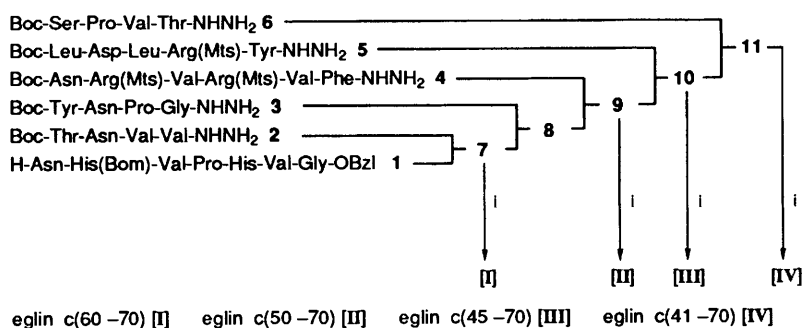 Boc-Ser-Pro-Val-Thr-NHNH₂ 6
Boc-Leu-Asp-Leu-Arg(Mts)-Tyr-NHNH₂ 5
11
Boc-Asn-Arg(Mts)-Val-Arg(Mts)-Val-Phe-NHNH₂ 4
10
Boc-Tyr-Asn-Pro-Gly-NHNH₂ 3
9
Boc-Thr-Asn-Val-Val-NHNH₂ 2
8
H-Asn-His(Bom)-Val-Pro-His-Val-Gly-OBzl 1
7
i i i i
[I] [II] [III] [IV]
eglin c(60–70) [I] eglin c(50–70) [II] eglin c(45–70) [III] eglin c(41–70) [IV]